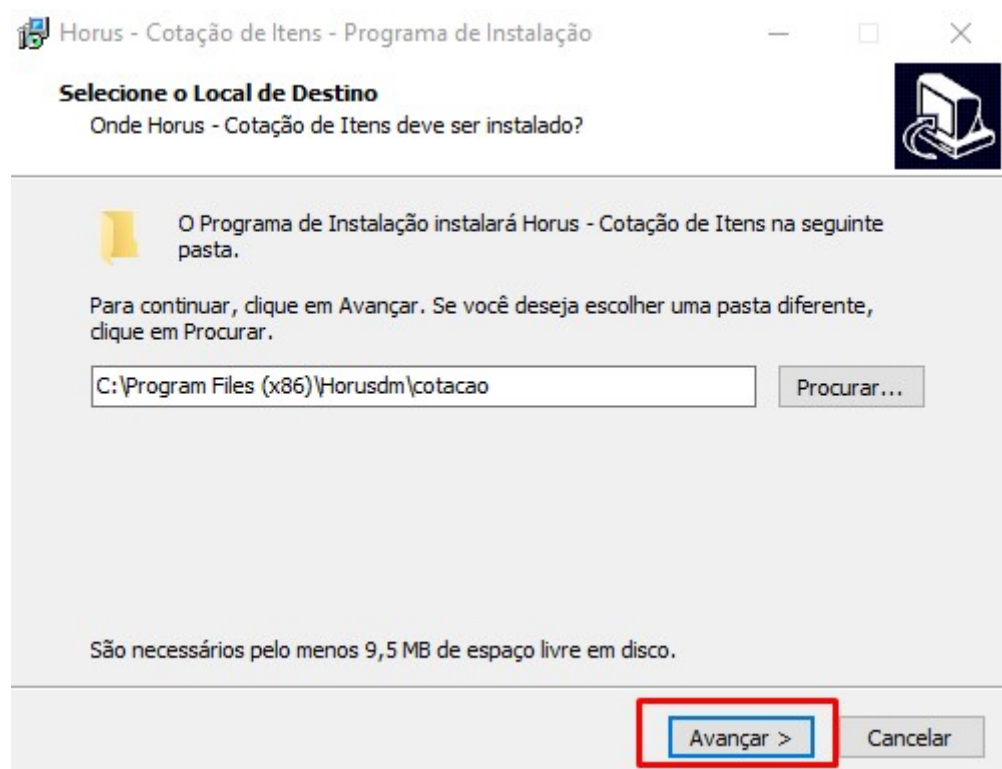 Horus - Cotação de Itens - Programa de Instalação
Selecione o Local de Destino
Onde Horus - Cotação de Itens deve ser instalado?
O Programa de Instalação instalará Horus - Cotação de Itens na seguinte
pasta.
Para continuar, clique em Avançar. Se você deseja escolher uma pasta diferente,
clique em Procurar.
C:\Program Files (x86)\Horusdm\cotacao
Procurar...
São necessários pelo menos 9,5 MB de espaço livre em disco.
Avançar >
Cancelar